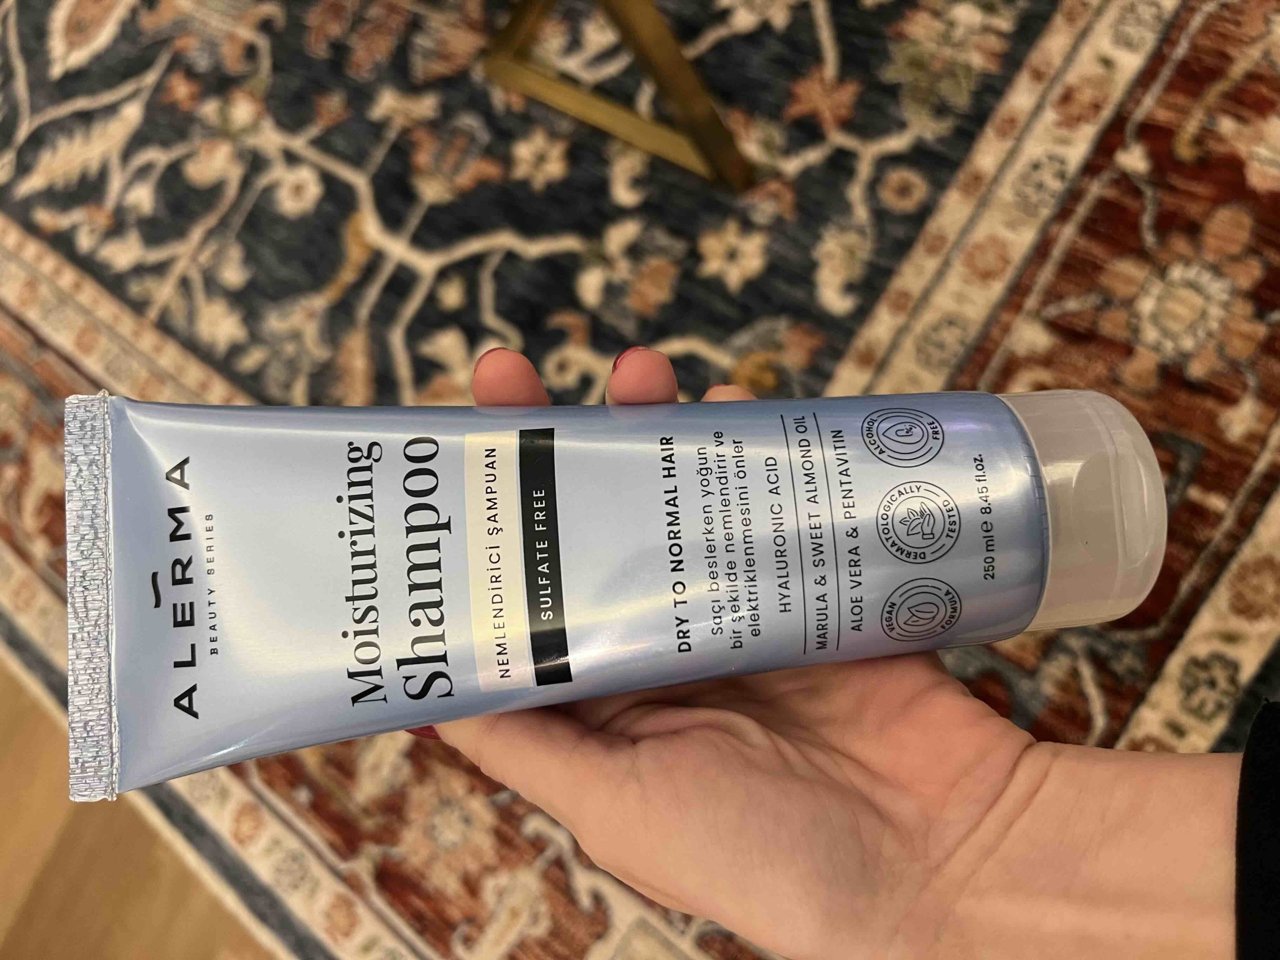 ALERMA
BEAUTY SERIES
Moisturizing
Shampoo
NEMLENDİRİCİ ŞAMPUAN
SULFATE FREE
DRY TO NORMAL HAIR
Saçı beslerken yoğun
bir şekilde nemlendirir ve
elektriklenmesini önler
HYALURONIC ACID
MARULA & SWEET ALMOND OIL
ALOE VERA & PENTAVITIN
VEGAN FORMULA
DERMATOLOGICALLY TESTED
ALCOHOL FREE
250 ml e 8.45 fl.oz.